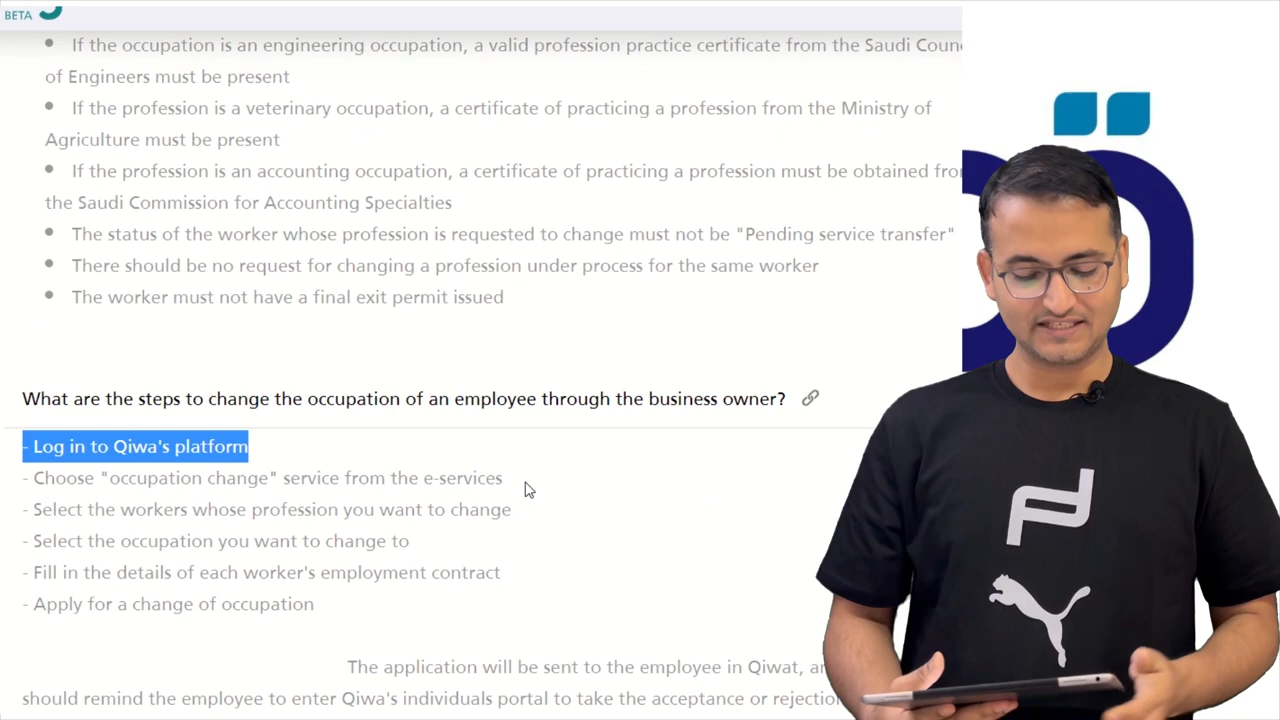 BETA
If the occupation is an engineering occupation, a valid profession practice certificate from the Saudi
of Engineers must be present
If the profession is a veterinary occupation, a certificate of practicing a profession from the Ministry of
Agriculture must be present
If the profession is an accounting occupation, a certificate of practicing a profession must be obtained
the Saudi Commission for Accounting Specialties
The status of the worker whose profession is requested to change must not be "Pending service transfer"
There should be no request for changing a profession under process for the same worker
The worker must not have a final exit permit issued
What are the steps to change the occupation of an employee through the business owner?
- Log in to Qiwa's platform
- Choose "occupation change" service from the e-services
- Select the workers whose profession you want to change
- Select the occupation you want to change to
- Fill in the details of each worker's employment contract
- Apply for a change of occupation
The application will be sent to the employee in Qiwat,
should remind the employee to enter Qiwa's individuals portal to take the acceptance or